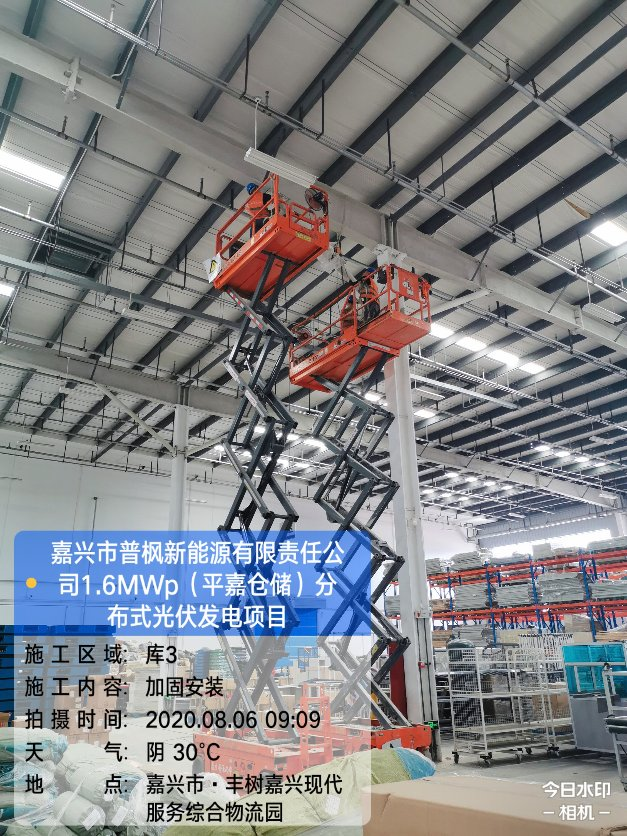 嘉兴市普枫新能源有限责任公
司1.6MWp（平嘉仓储）分
布式光伏发电项目
施工区域: 库3
施工内容: 加固安装
拍摄时间: 2020.08.06 09:09
天气: 阴 30°C
地点: 嘉兴市·丰树嘉兴现代
服务综合物流园
今日水印
-相机-